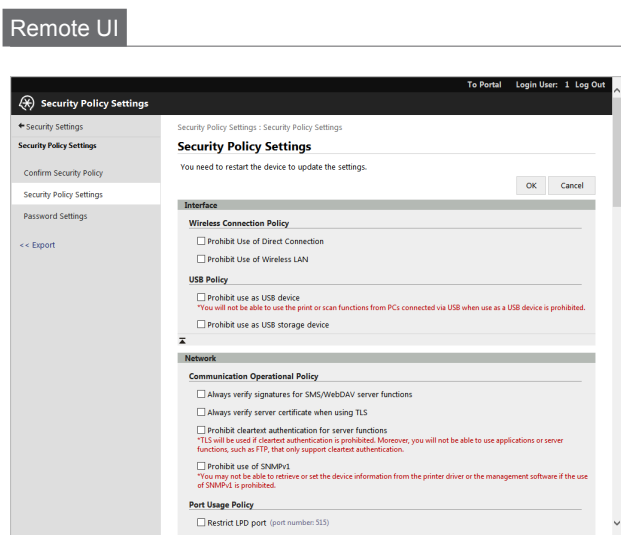 Remote UI
To Portal Login User: 1 Log Out
Security Policy Settings
Security Settings
Security Policy Settings
Confirm Security Policy
Security Policy Settings
Password Settings
<< Export
Security Policy Settings : Security Policy Settings
Security Policy Settings
You need to restart the device to update the settings.
OK Cancel
Interface
Wireless Connection Policy
Prohibit Use of Direct Connection
Prohibit Use of Wireless LAN
USB Policy
Prohibit use as USB device
*You will not be able to use the print or scan functions from PCs connected via USB when use as a USB device is prohibited.
Prohibit use as USB storage device
Network
Communication Operational Policy
Always verify signatures for SMS/WebDAV server functions
Always verify server certificate when using TLS
Prohibit cleartext authentication for server functions
*TLS will be used if cleartext authentication is prohibited. Moreover, you will not be able to use applications or server
functions, such as FTP, that only support cleartext authentication.
Prohibit use of SNMPv1
*You may not be able to retrieve or set the device information from the printer driver or the management software if the use
of SNMPv1 is prohibited.
Port Usage Policy
Restrict LPD port (port number: 515)